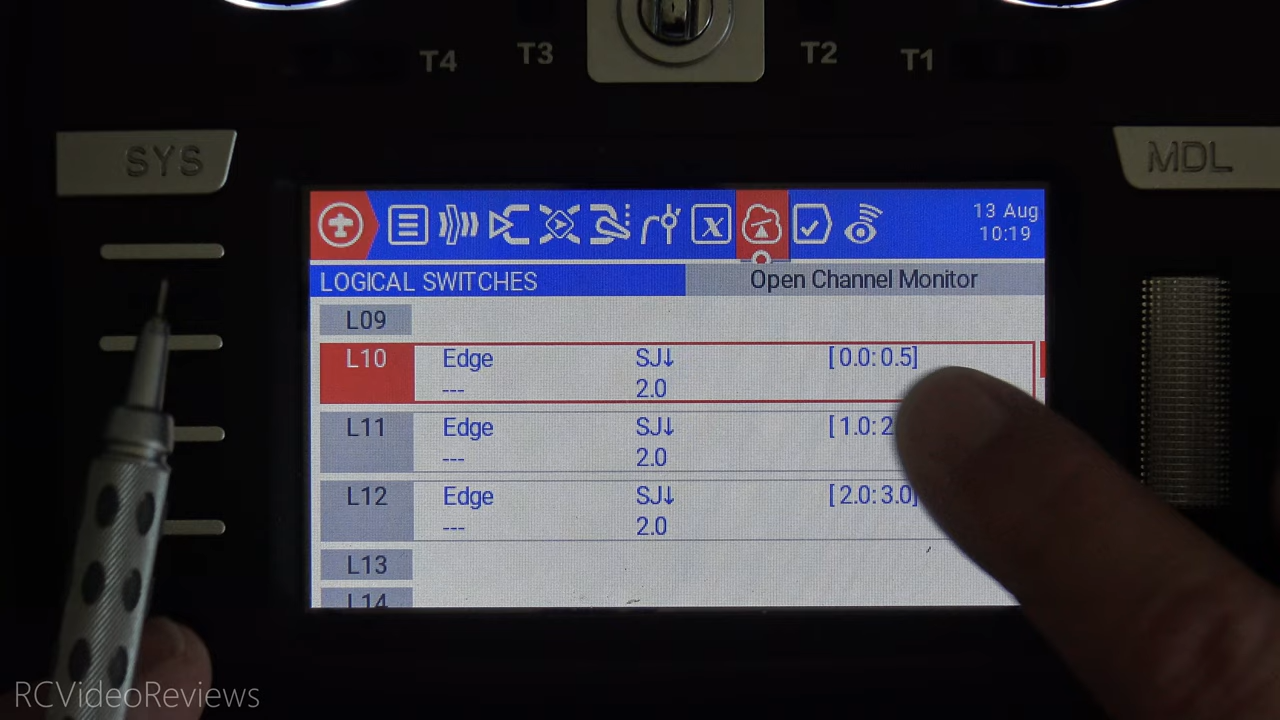 T4 T3 T2 T1
SYS MDL
13 Aug
10:19
LOGICAL SWITCHES Open Channel Monitor
L09
L10 Edge SJ↓ [0.0:0.5]
--- 2.0
L11 Edge SJ↓ [1.0:2
--- 2.0
L12 Edge SJ↓ [2.0:3.0]
--- 2.0
L13
L14
RCVideoReviews